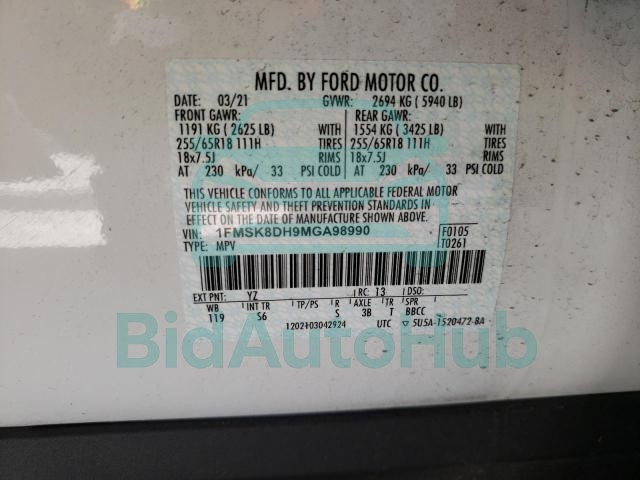 MFD. BY FORD MOTOR CO.
DATE: 03/21 GVWR: 2694 KG ( 5940 LB)
FRONT GAWR: REAR GAWR:
1191 KG ( 2625 LB) WITH 1554 KG ( 3425 LB) WITH
255/65R18 111H TIRES 255/65R18 111H TIRES
18x7.5J RIMS 18x7.5J RIMS
AT 230 kPa/ 33 PSI COLD AT 230 kPa/ 33 PSI COLD
THIS VEHICLE CONFORMS TO ALL APPLICABLE FEDERAL MOTOR
VEHICLE SAFETY AND THEFT PREVENTION STANDARDS IN
EFFECT ON THE DATE OF MANUFACTURE SHOWN ABOVE.
VIN: 1FMSK8DH9MGA98990 F0105
TYPE: MPV T0261
EXT PNT: YZ RC: 13 DSO:
WB INT TR TP/PS R AXLE TR SPR
119 S6 S 3B T BBCC
1202103042924 UTC ▽ 5U5A-1520472-BA
BidAutoHub